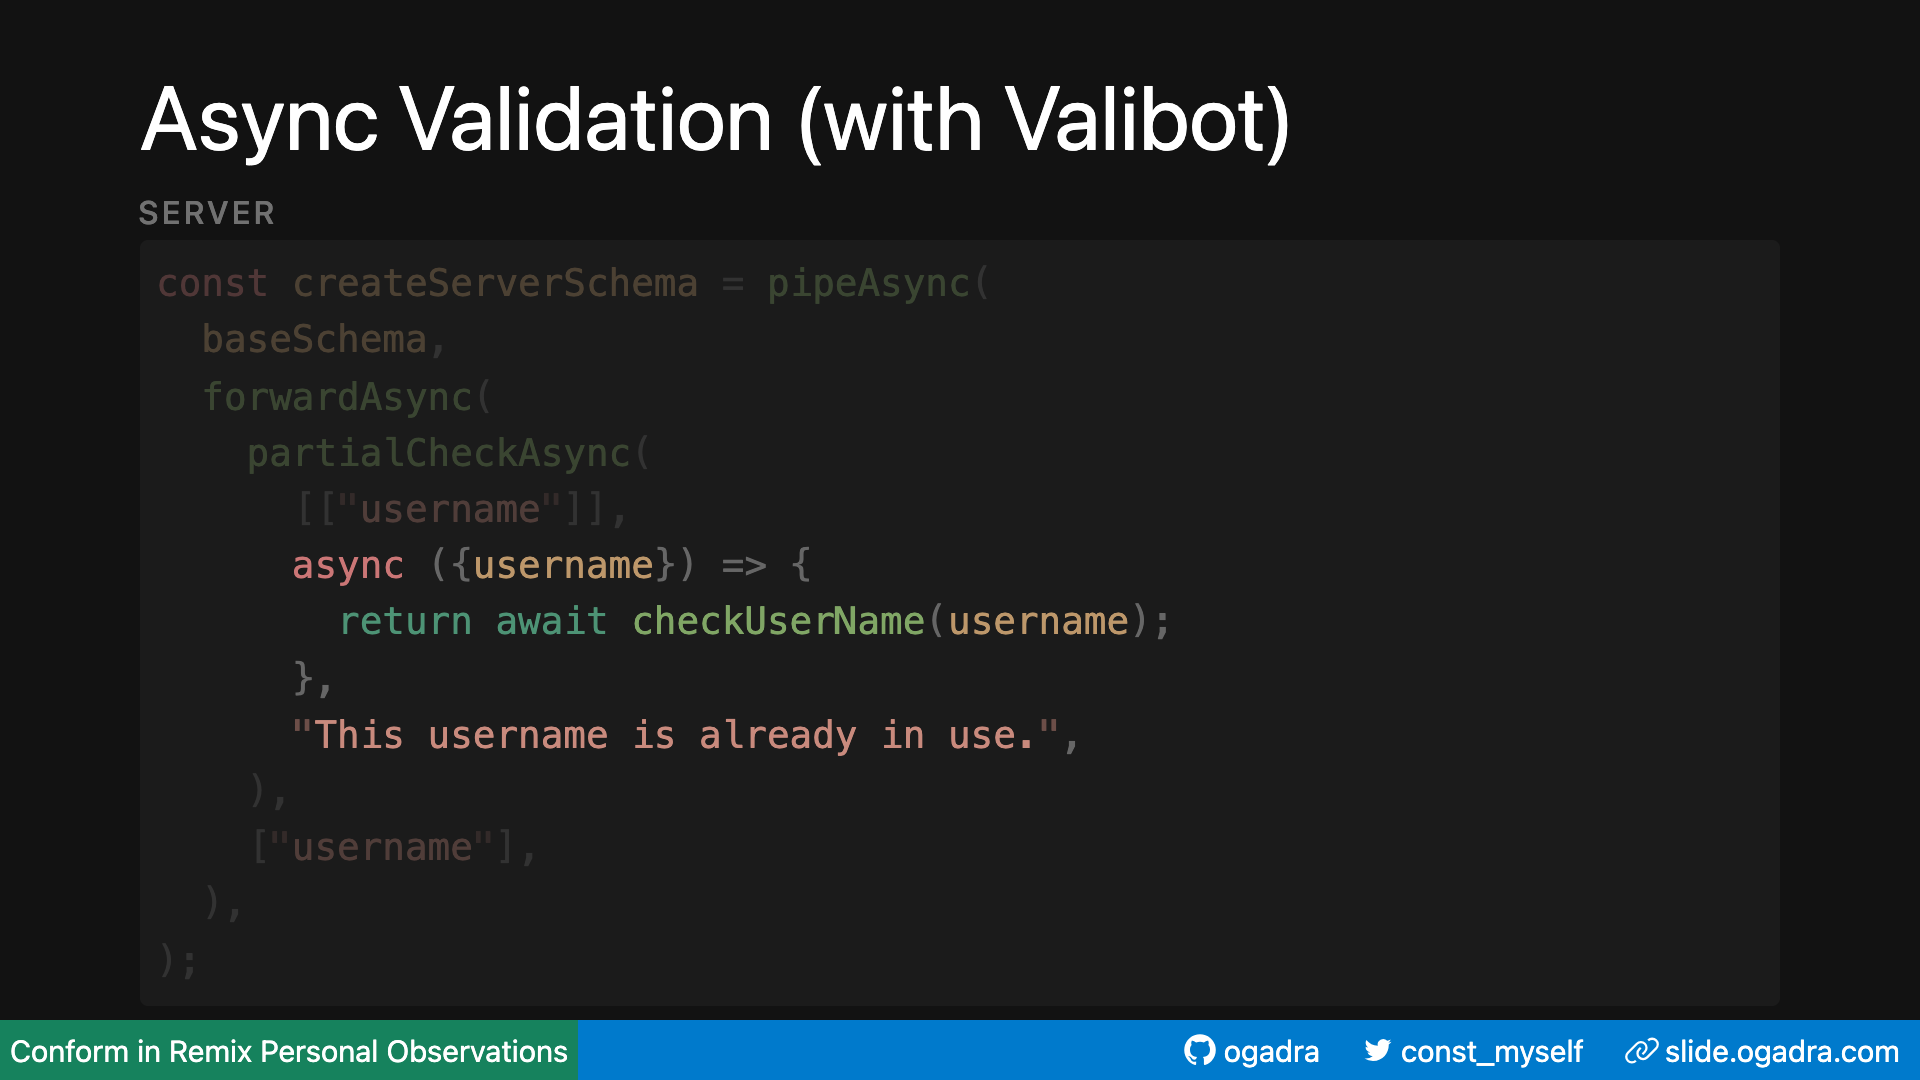 Async Validation (with Valibot)
SERVER
const createServerSchema = pipeAsync(
  baseSchema,
  forwardAsync(
    partialCheckAsync(
      [["username"]],
      async ({username}) => {
        return await checkUserName(username);
      },
      "This username is already in use.",
    ),
    ["username"],
  ),
);
Conform in Remix Personal Observations
ogadra
const_myself
slide.ogadra.com